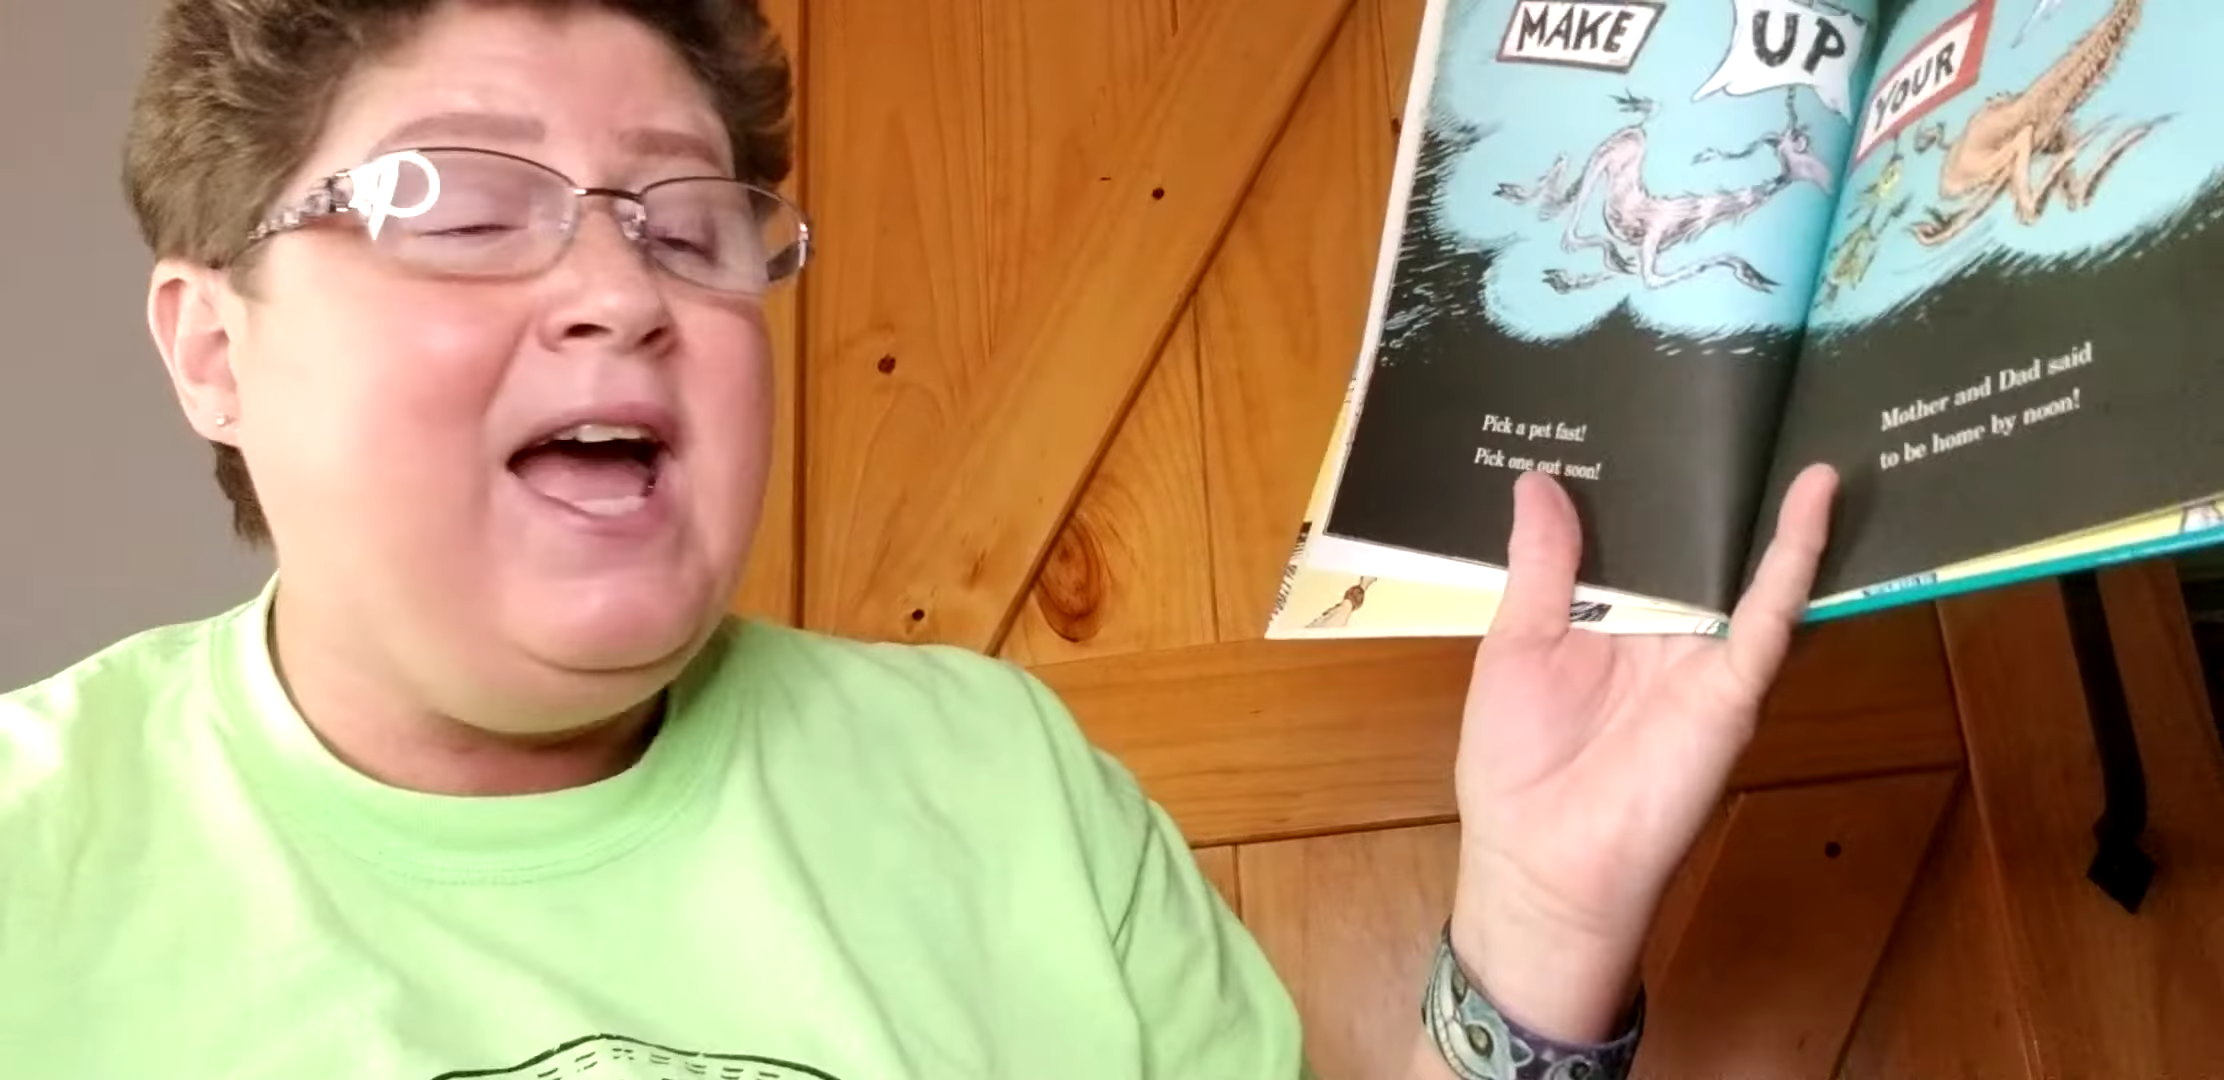 MAKE
UP
YOUR
Pick a pet fast!
Pick one out soon!
Mother and Dad said
to be home by noon!